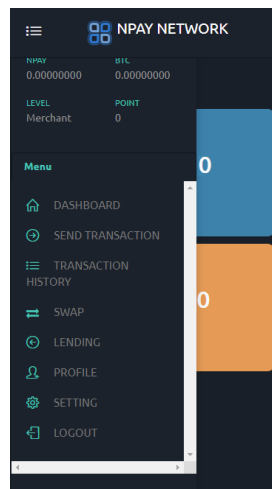 NPAY NETWORK
NPAY BTC
0.00000000 0.00000000
LEVEL POINT
Merchant 0
Menu
0
DASHBOARD
SEND TRANSACTION
TRANSACTION
HISTORY
SWAP
0
LENDING
PROFILE
SETTING
LOGOUT